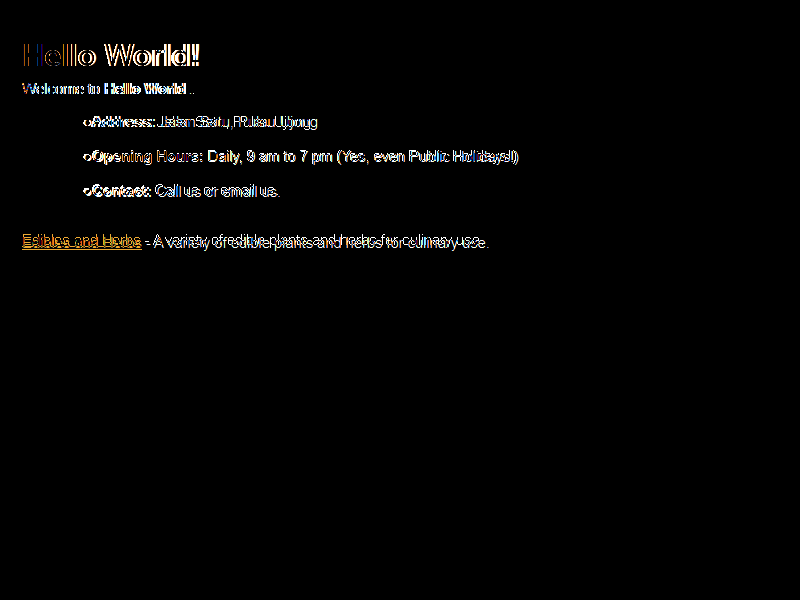 Hello World!
Welcome to Hello World..
Address: Jalan Pulau Ujong
Opening Hours: Daily, 9 am to 7 pm (Yes, even Public Holidays!)
Contact: Call us or email us.
Edibles and Herbs - A variety of edible plants and herbs for culinary use.